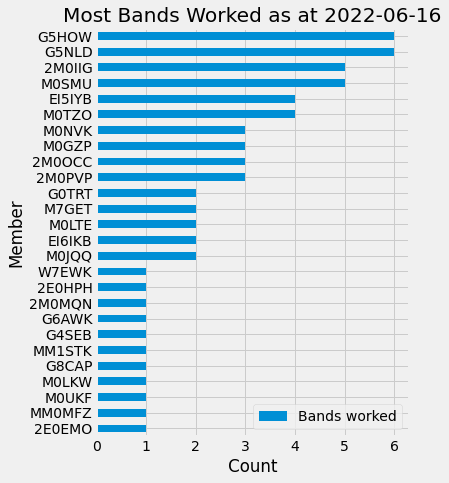 Most Bands Worked as at 2022-06-16
G5HOW
G5NLD
2M0IIG
M0SMU
EI5IYB
M0TZO
M0NVK
M0GZP
2M0OCC
2M0PVP
G0TRT
M7GET
M0LTE
EI6IKB
M0JQQ
W7EWK
2E0HPH
2M0MQN
G6AWK
G4SEB
MM1STK
G8CAP
M0LKW
M0UKF
MM0MFZ
2E0EMO
Member
Bands worked
0 1 2 3 4 5 6
Count